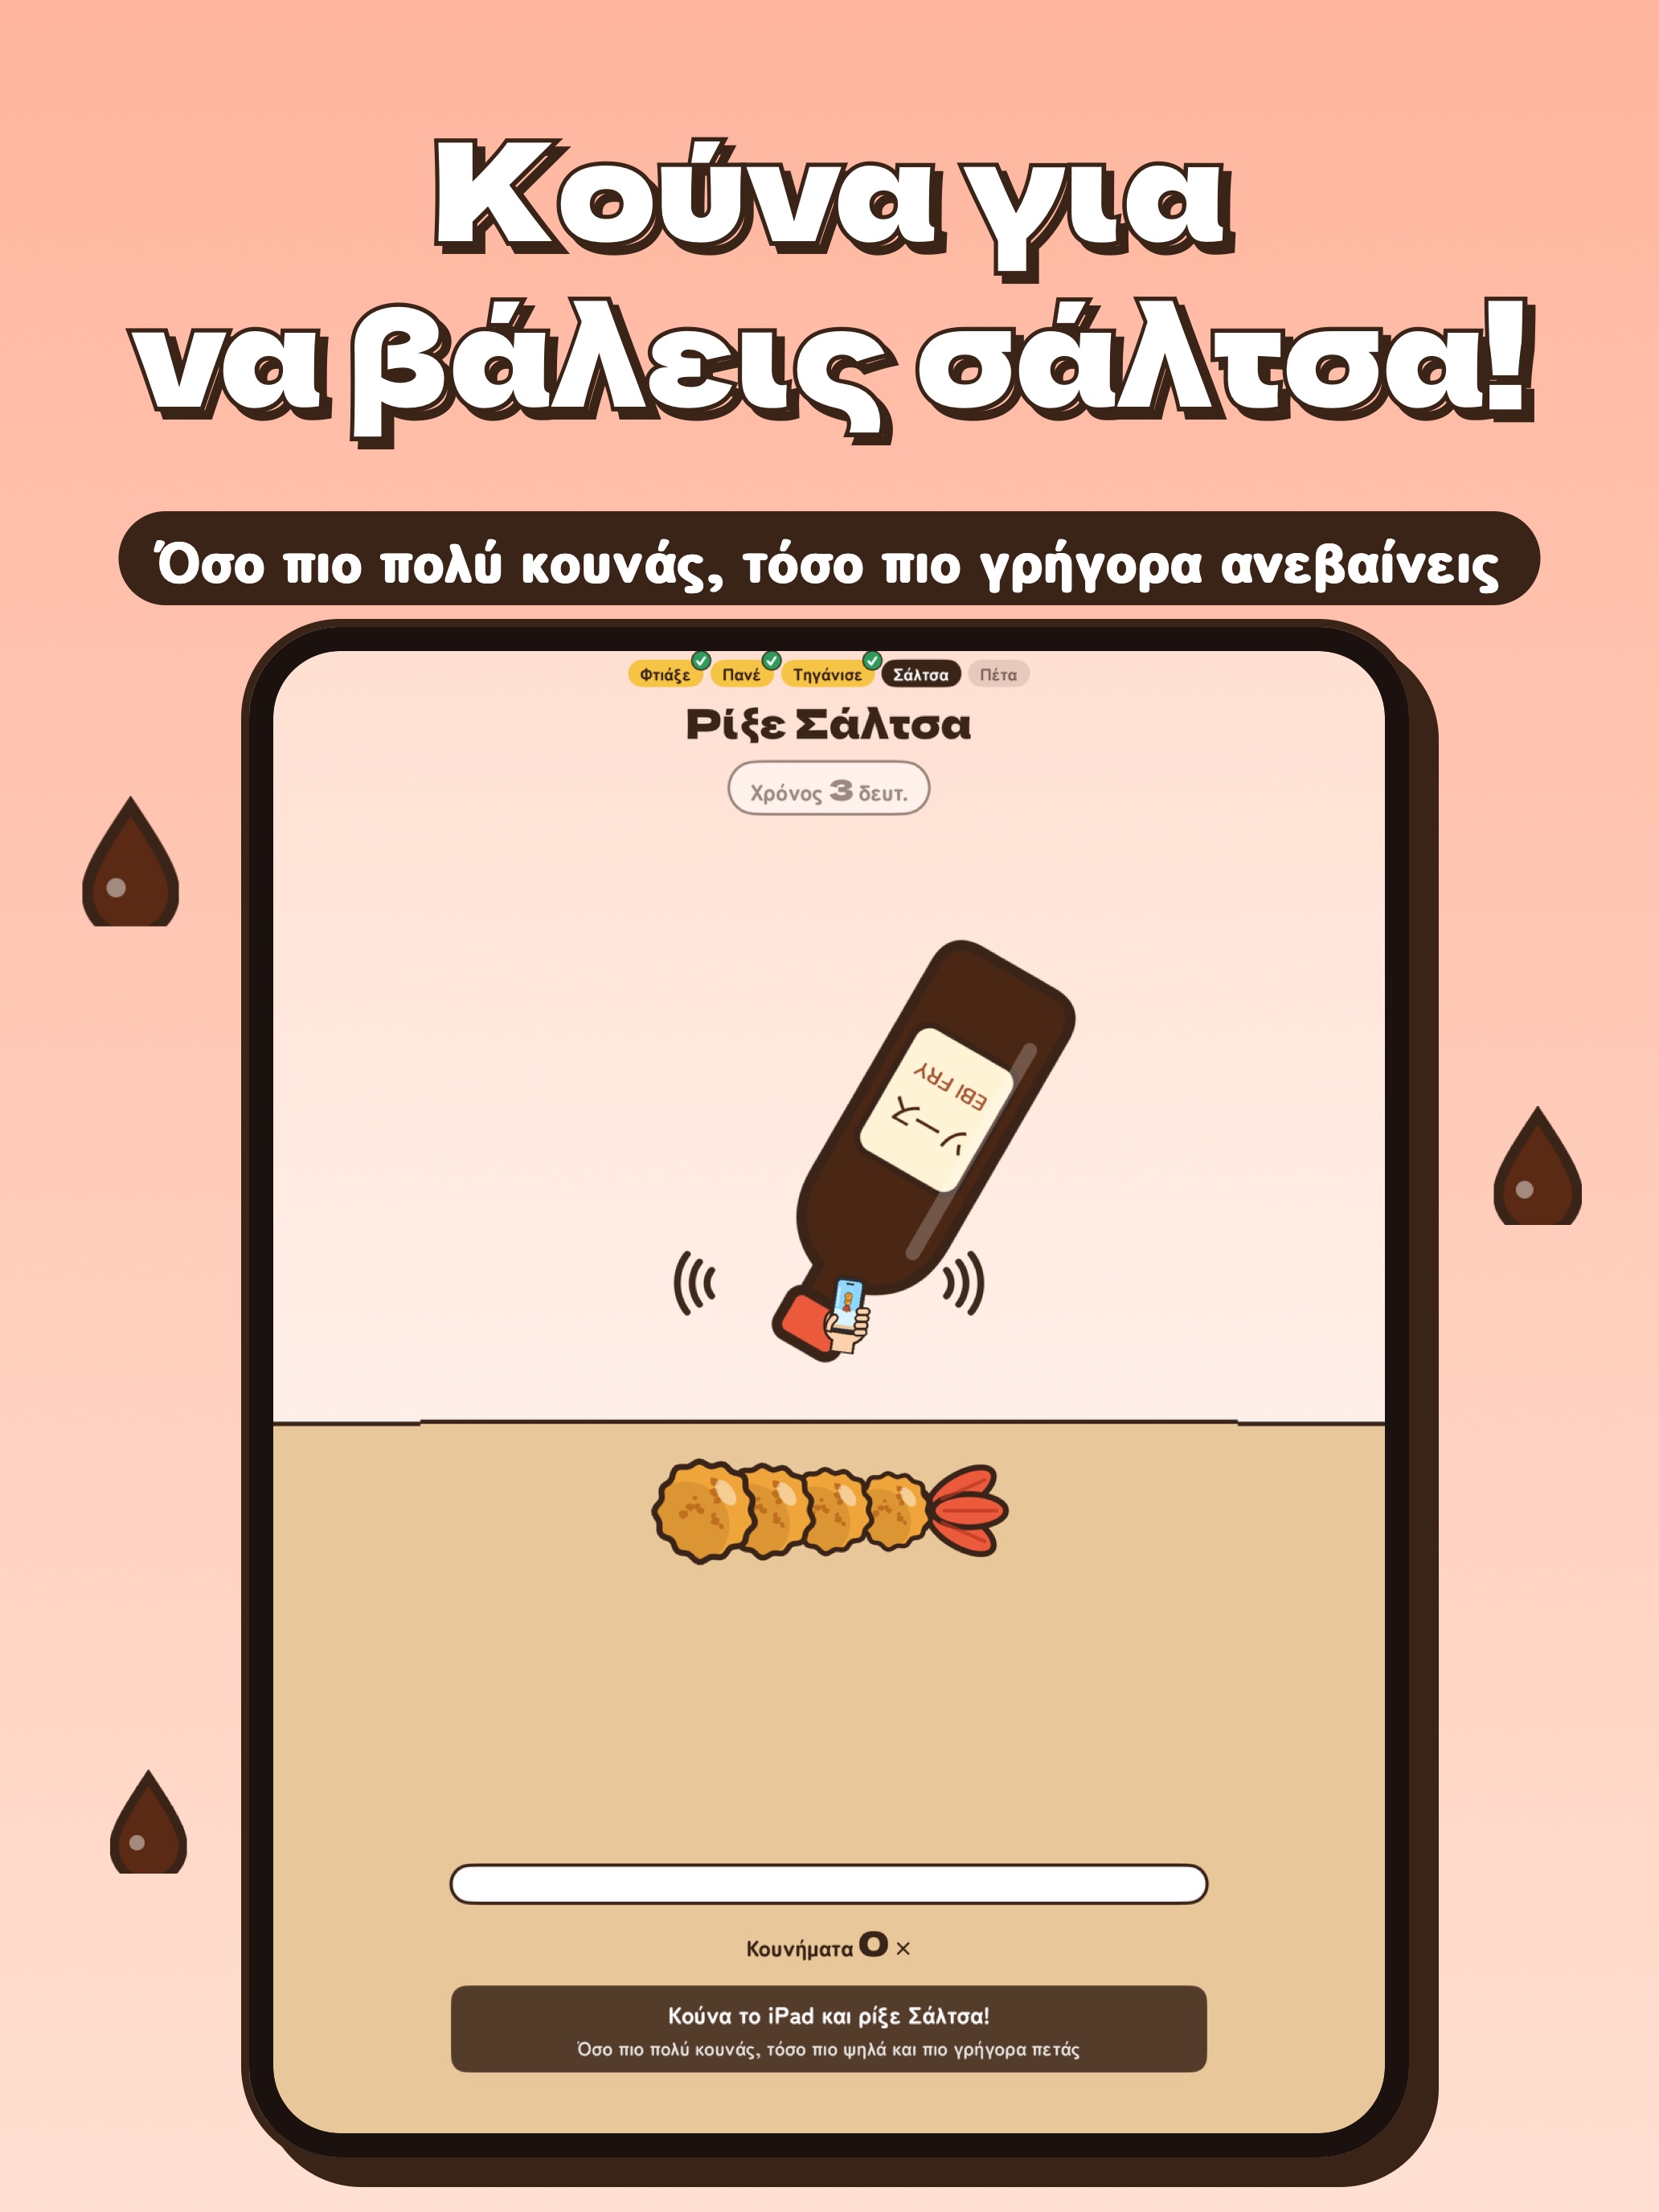 Κούνα για
να βάλεις σάλτσα!
Όσο πιο πολύ κουνάς, τόσο πιο γρήγορα ανεβαίνεις
Φτιάξε Πανέ Τηγάνισε Σάλτσα Πέτα
Ρίξε Σάλτσα
Χρόνος 3 δευτ.
ソース
EBI FRY
Κουνήματα 0 ×
Κούνα το iPad και ρίξε Σάλτσα!
Όσο πιο πολύ κουνάς, τόσο πιο ψηλά και πιο γρήγορα πετάς